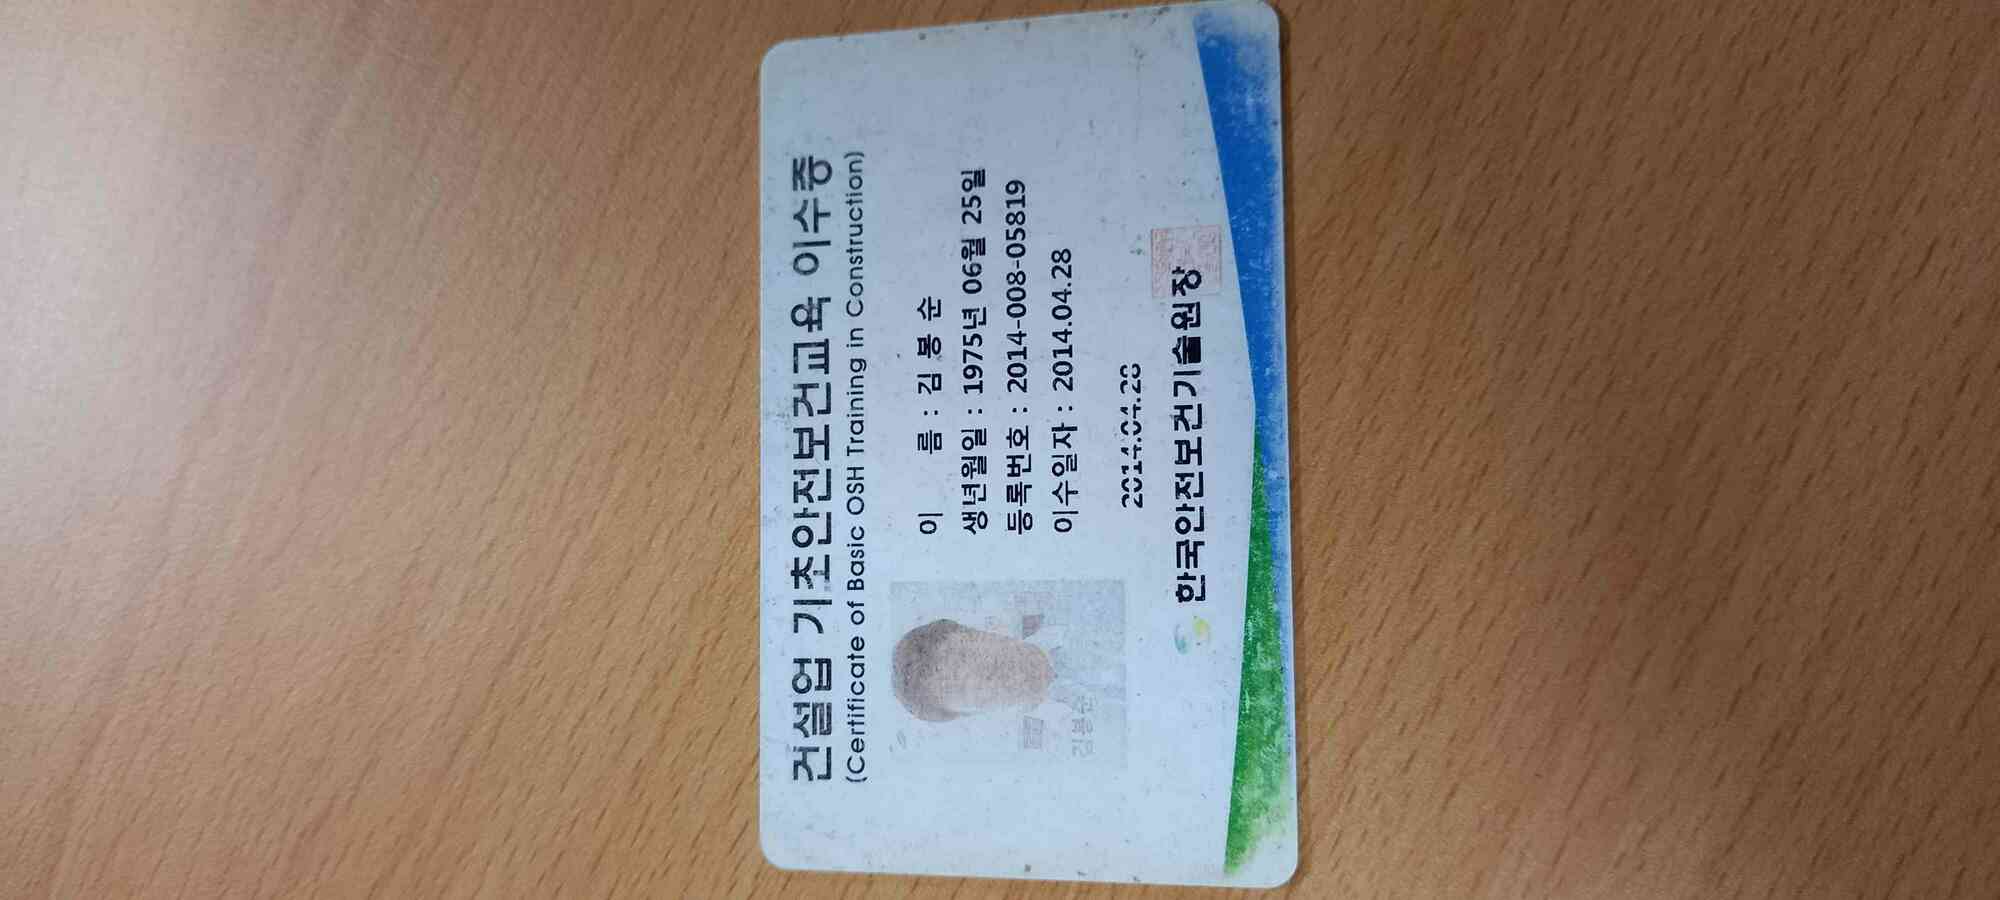 건설업 기초안전보건교육 이수증
(Certificate of Basic OSH Training in Construction)
이 름 : 김 봉 순
생년월일 : 1975년 06월 25일
등록번호 : 2014-008-05819
이수일자 : 2014.04.28
김봉순
2014.04.28
한국안전보건기술원장